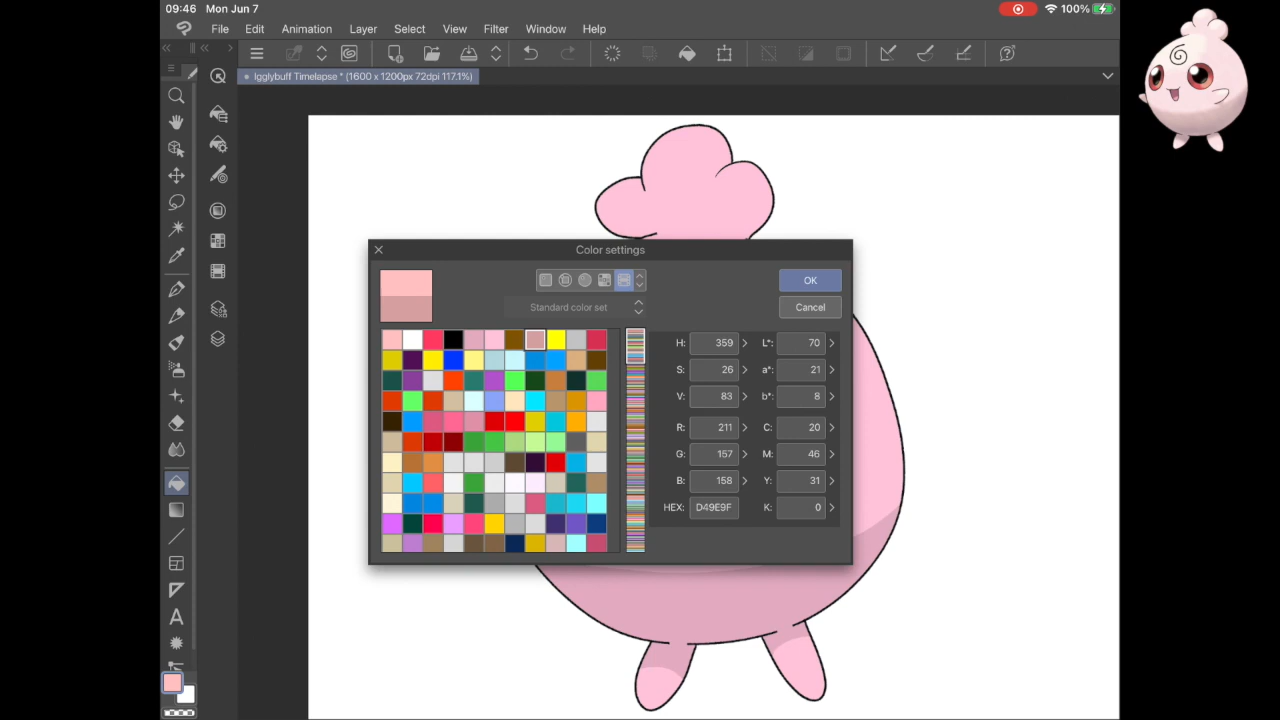 09:46 Mon Jun 7 100%
File Edit Animation Layer Select View Filter Window Help
Igglybuff Timelapse * (1600 x 1200px 72dpi 117.1%)
Color settings
OK
Standard color set
Cancel
H: 359 L*: 70
S: 26 a*: 21
V: 83 b*: 8
R: 211 C: 20
G: 157 M: 46
B: 158 Y: 31
HEX: D49E9F K: 0
A